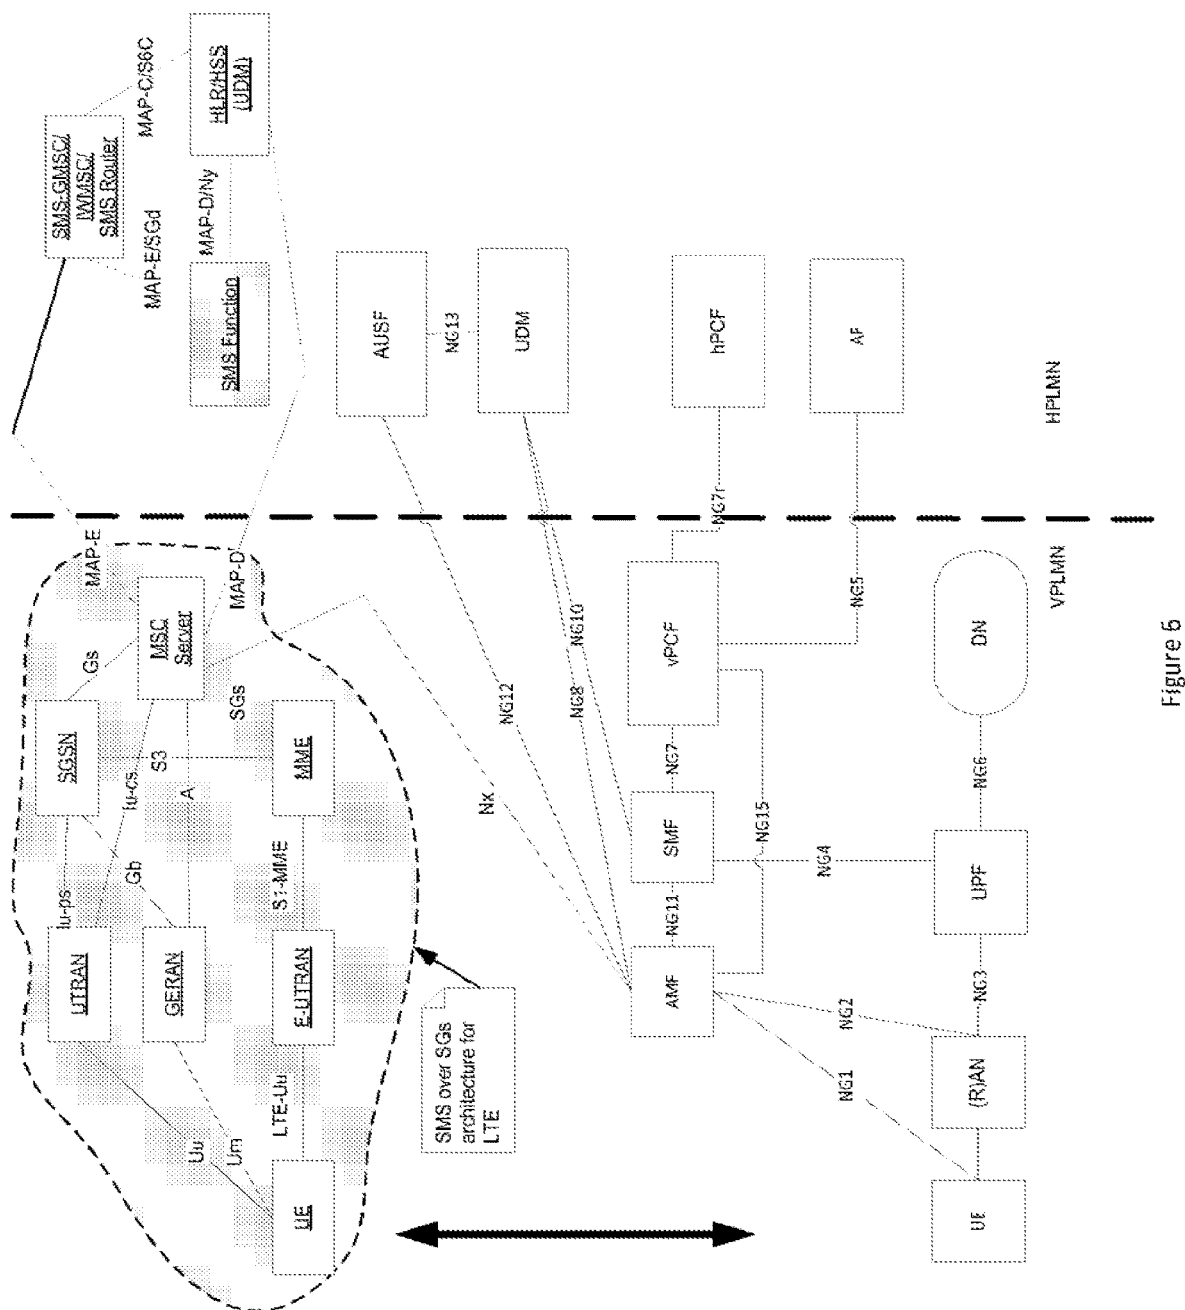 SMS-GMSC/
IWMSC/
SMS Router
MAP-C/S6C
HLR/HSS
(UDM)
MAP-E/SGd
MAP-D/Ny
SMS Function
AUSF
NG13
UDM
hPCF
AF
HPLMN
MAP-E
MAP-D
MSC
Server
Gs
SGSN
SGs
S3
MME
Iu-cs
A
Iu-ps
Gb
S1-MME
UTRAN
GERAN
E-UTRAN
Uu
Um
LTE-Uu
UE
SMS over SGs
architecture for
LTE
Nx
NG12
NG8
NG10
NG7r
NG5
vPCF
NG7
SMF
NG11
AMF
NG15
NG4
NG1
NG2
DN
NG6
UPF
NG3
(R)AN
UE
VPLMN
Figure 6